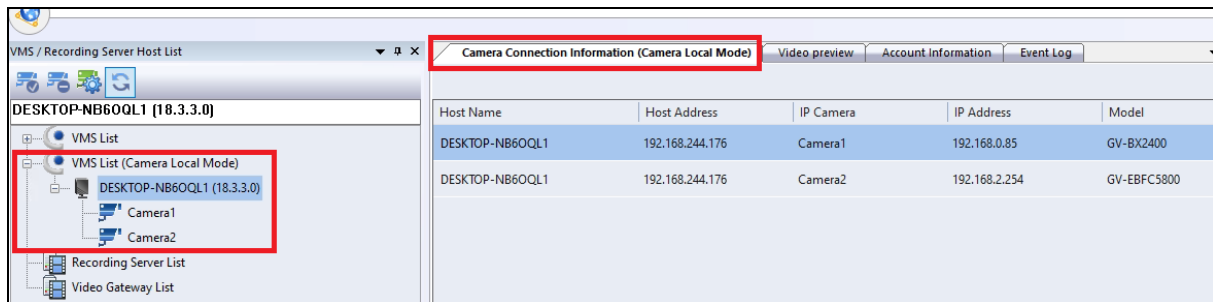 VMS / Recording Server Host List
DESKTOP-NB6OQL1 (18.3.3.0)
VMS List
VMS List (Camera Local Mode)
DESKTOP-NB6OQL1 (18.3.3.0)
Camera1
Camera2
Recording Server List
Video Gateway List
Camera Connection Information (Camera Local Mode) Video preview Account Information Event Log
Host Name Host Address IP Camera IP Address Model
DESKTOP-NB6OQL1 192.168.244.176 Camera1 192.168.0.85 GV-BX2400
DESKTOP-NB6OQL1 192.168.244.176 Camera2 192.168.2.254 GV-EBFC5800